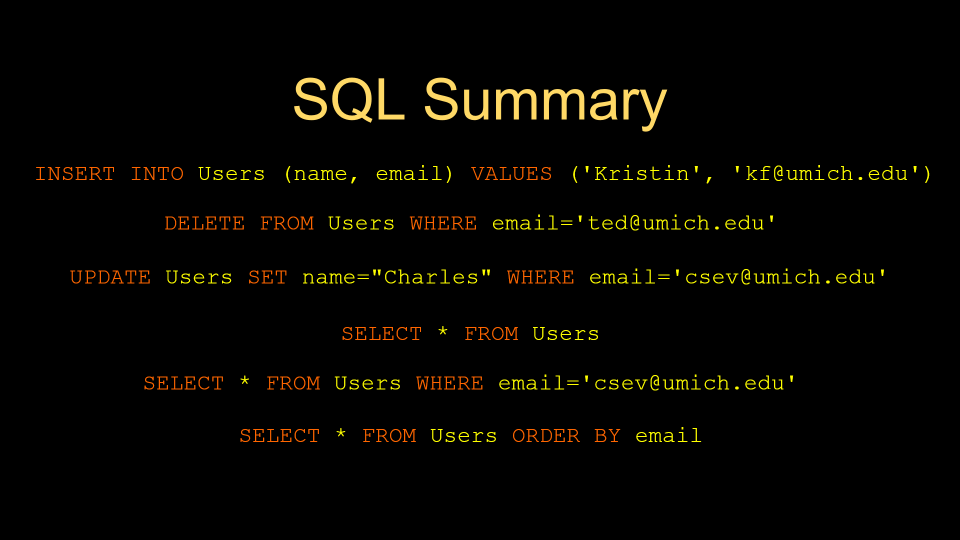 SQL Summary
INSERT INTO Users (name, email) VALUES ('Kristin', 'kf@umich.edu')
DELETE FROM Users WHERE email='ted@umich.edu'
UPDATE Users SET name="Charles" WHERE email='csev@umich.edu'
SELECT * FROM Users
SELECT * FROM Users WHERE email='csev@umich.edu'
SELECT * FROM Users ORDER BY email